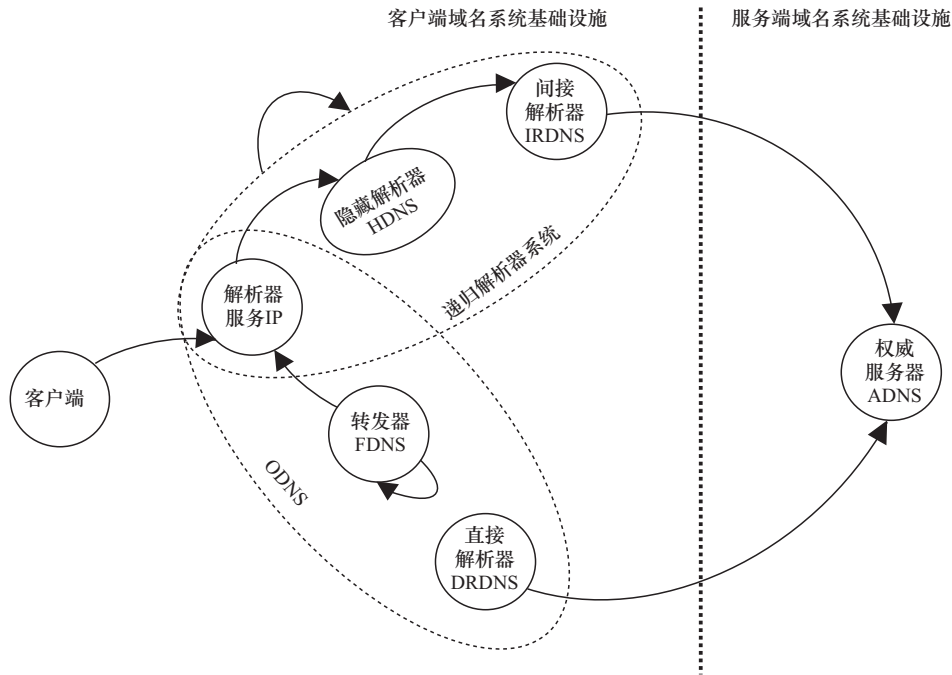 客户端域名系统基础设施
服务端域名系统基础设施
间接
解析器
IRDNS
隐藏解析器
HDNS
递归解析器系统
解析器
服务IP
客户端
转发器
FDNS
ODNS
直接
解析器
DRDNS
权威
服务器
ADNS